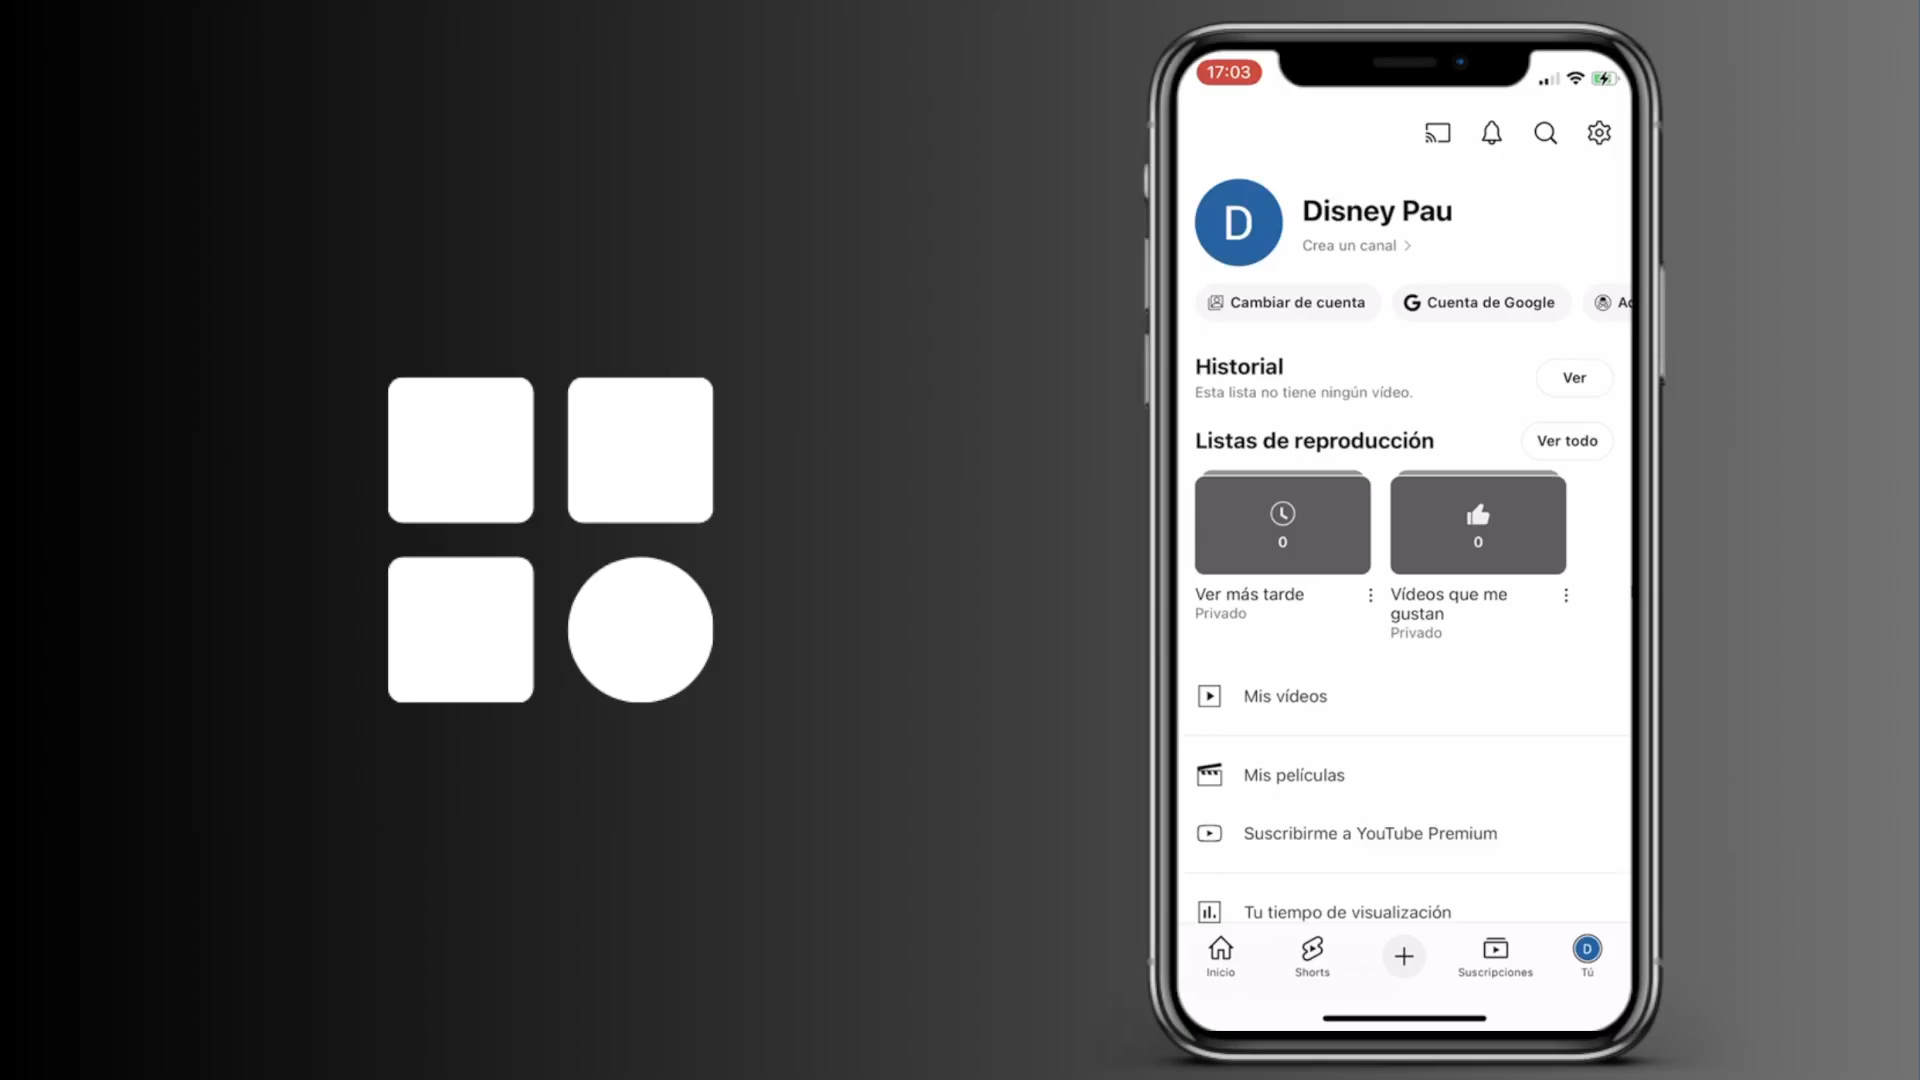 17:03
D
Disney Pau
Crea un canal
Cambiar de cuenta
Cuenta de Google
Historial
Ver
Esta lista no tiene ningún vídeo.
Listas de reproducción
Ver todo
0
0
Ver más tarde
Privado
Vídeos que me
gustan
Privado
Mis vídeos
Mis películas
Suscribirme a YouTube Premium
Tu tiempo de visualización
D
Inicio
Shorts
Suscripciones
Tú